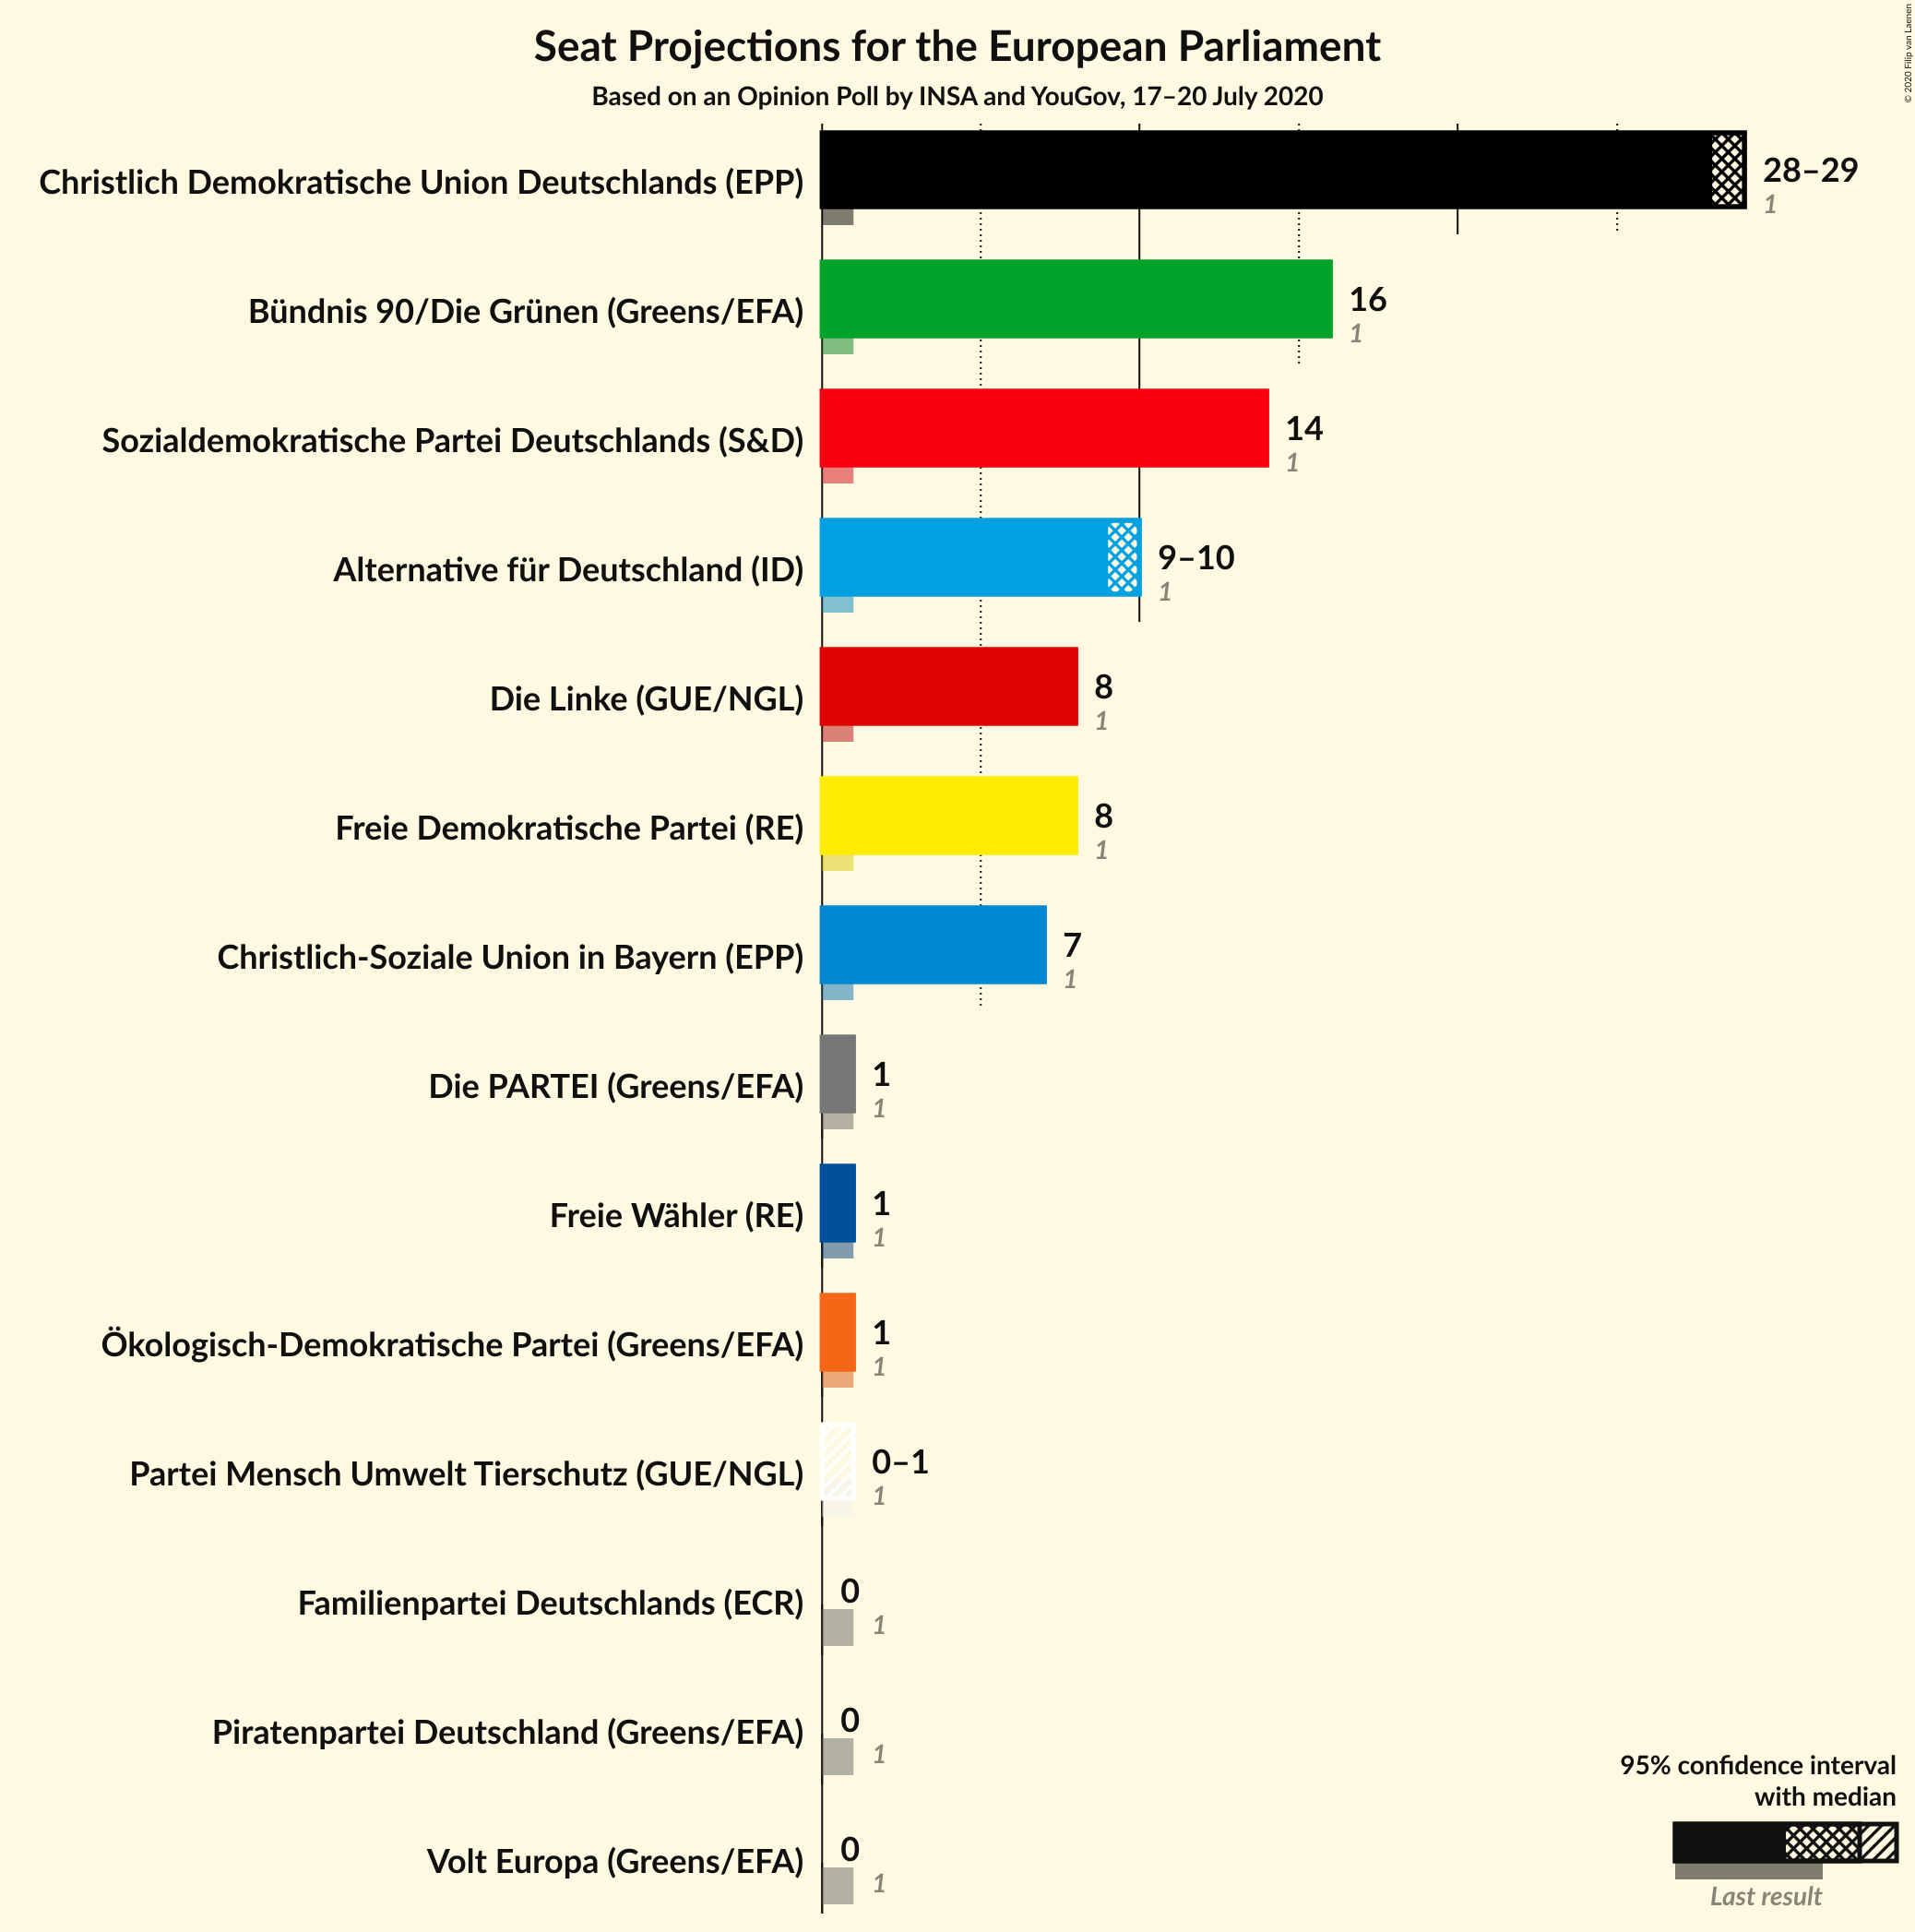 Seat Projections for the European Parliament
Based on an Opinion Poll by INSA and YouGov, 17–20 July 2020
© 2020 Filip van Laenen
Christlich Demokratische Union Deutschlands (EPP)
28–29
1
Bündnis 90/Die Grünen (Greens/EFA)
16
1
Sozialdemokratische Partei Deutschlands (S&D)
14
1
Alternative für Deutschland (ID)
9–10
1
Die Linke (GUE/NGL)
8
1
Freie Demokratische Partei (RE)
8
1
Christlich-Soziale Union in Bayern (EPP)
7
1
Die PARTEI (Greens/EFA)
1
1
Freie Wähler (RE)
1
1
Ökologisch-Demokratische Partei (Greens/EFA)
1
1
Partei Mensch Umwelt Tierschutz (GUE/NGL)
0–1
1
Familienpartei Deutschlands (ECR)
0
1
Piratenpartei Deutschland (Greens/EFA)
0
1
Volt Europa (Greens/EFA)
0
1
95% confidence interval
with median
Last result